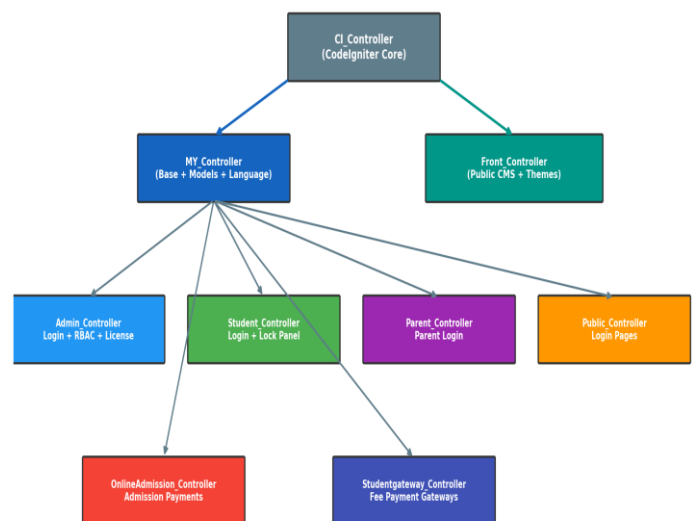 CI_Controller
(CodeIgniter Core)
MY_Controller
(Base + Models + Language)
Front_Controller
(Public CMS + Themes)
Admin_Controller
Login + RBAC + License
Student_Controller
Login + Lock Panel
Parent_Controller
Parent Login
Public_Controller
Login Pages
OnlineAdmission_Controller
Admission Payments
Studentgateway_Controller
Fee Payment Gateways